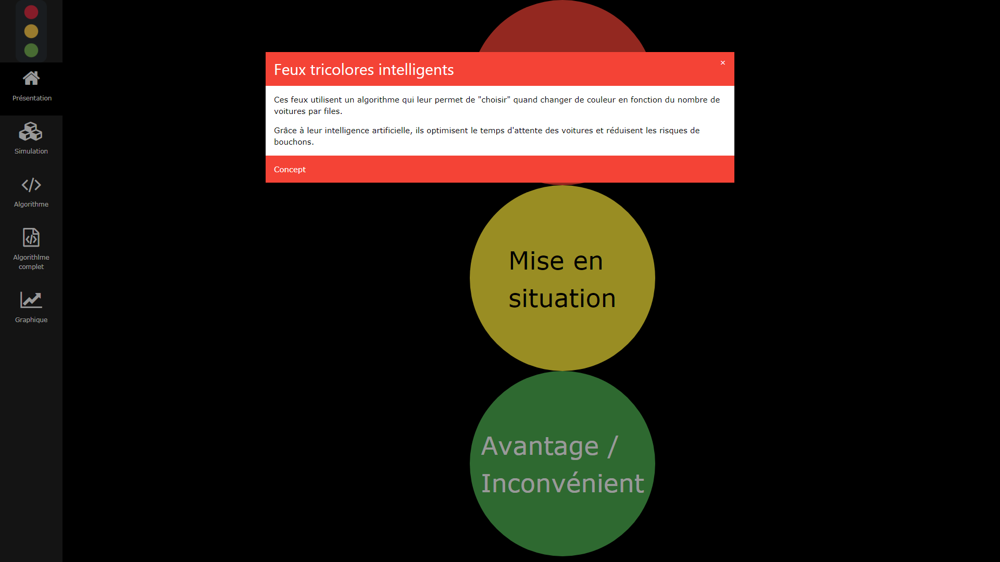 Présentation
Simulation
Algorithme
Algorithlme
complet
Graphique
Feux tricolores intelligents
×
Ces feux utilisent un algorithme qui leur permet de "choisir" quand changer de couleur en fonction du nombre de
voitures par files.
Grâce à leur intelligence artificielle, ils optimisent le temps d'attente des voitures et réduisent les risques de
bouchons.
Concept
Mise en
situation
Avantage /
Inconvénient